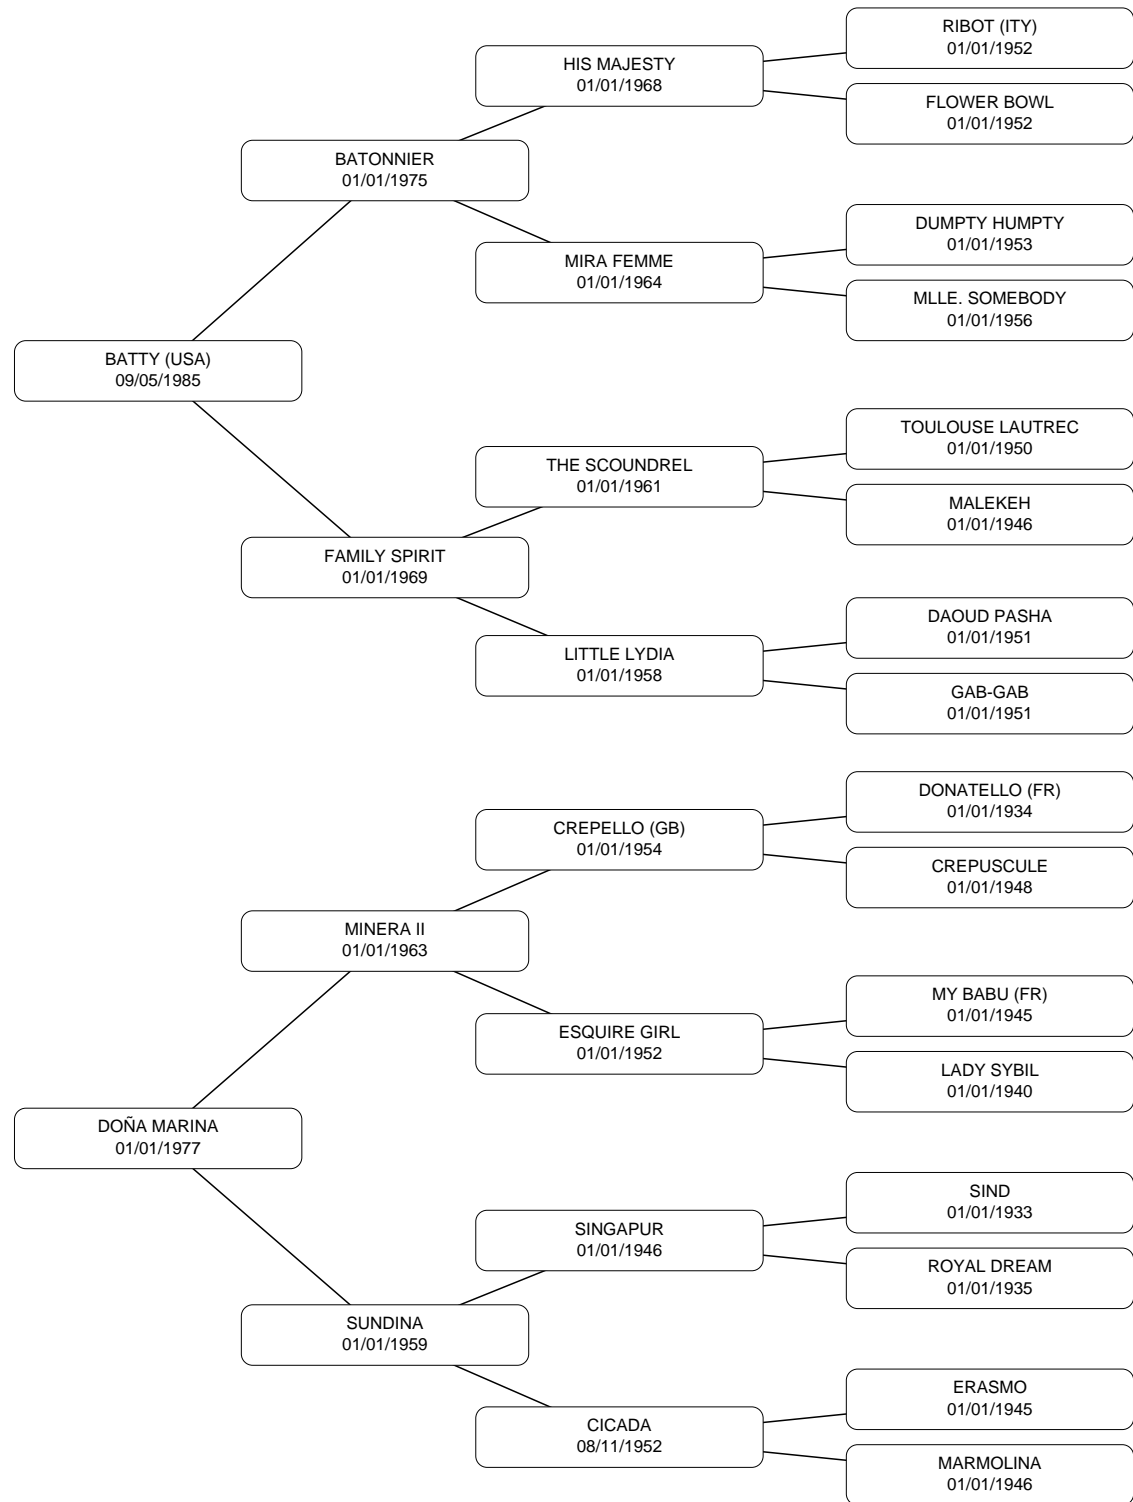 RIBOT (ITY)
01/01/1952
HIS MAJESTY
01/01/1968
FLOWER BOWL
01/01/1952
BATONNIER
01/01/1975
DUMPTY HUMPTY
01/01/1953
MIRA FEMME
01/01/1964
MLLE. SOMEBODY
01/01/1956
BATTY (USA)
09/05/1985
TOULOUSE LAUTREC
01/01/1950
THE SCOUNDREL
01/01/1961
MALEKEH
01/01/1946
FAMILY SPIRIT
01/01/1969
DAOUD PASHA
01/01/1951
LITTLE LYDIA
01/01/1958
GAB-GAB
01/01/1951
DONATELLO (FR)
01/01/1934
CREPELLO (GB)
01/01/1954
CREPUSCULE
01/01/1948
MINERA II
01/01/1963
MY BABU (FR)
01/01/1945
ESQUIRE GIRL
01/01/1952
LADY SYBIL
01/01/1940
DOÑA MARINA
01/01/1977
SIND
01/01/1933
SINGAPUR
01/01/1946
ROYAL DREAM
01/01/1935
SUNDINA
01/01/1959
ERASMO
01/01/1945
CICADA
08/11/1952
MARMOLINA
01/01/1946